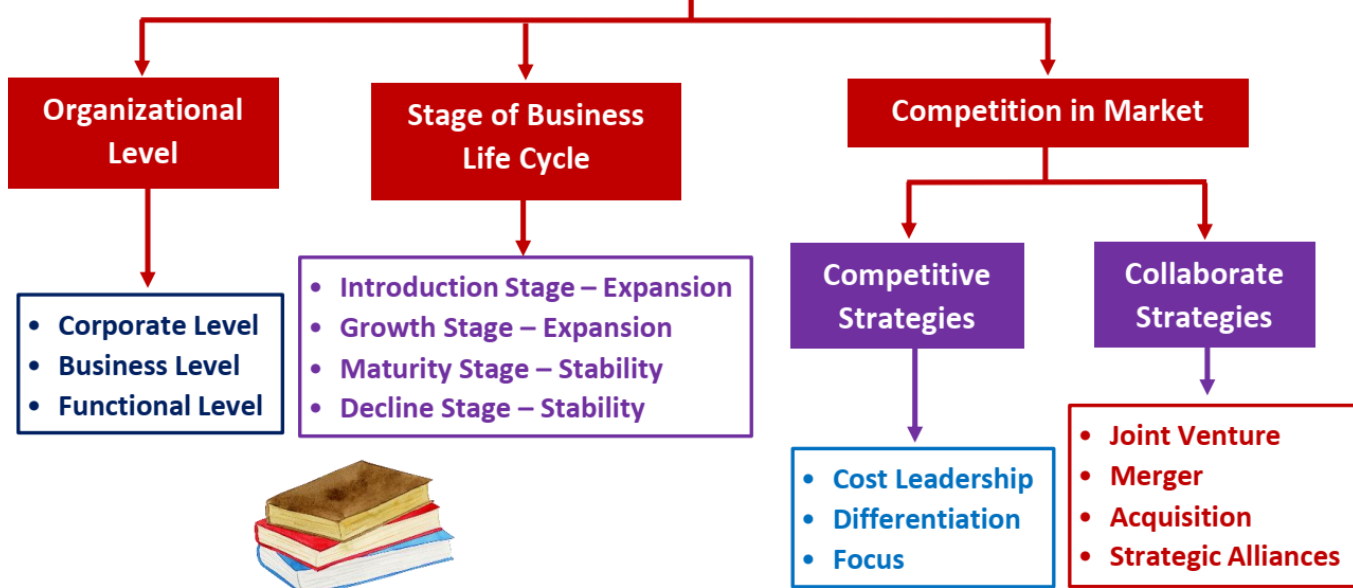 Organizational
Level
Stage of Business
Life Cycle
Competition in Market
• Corporate Level
• Business Level
• Functional Level
• Introduction Stage – Expansion
• Growth Stage – Expansion
• Maturity Stage – Stability
• Decline Stage – Stability
Competitive
Strategies
Collaborate
Strategies
• Cost Leadership
• Differentiation
• Focus
• Joint Venture
• Merger
• Acquisition
• Strategic Alliances